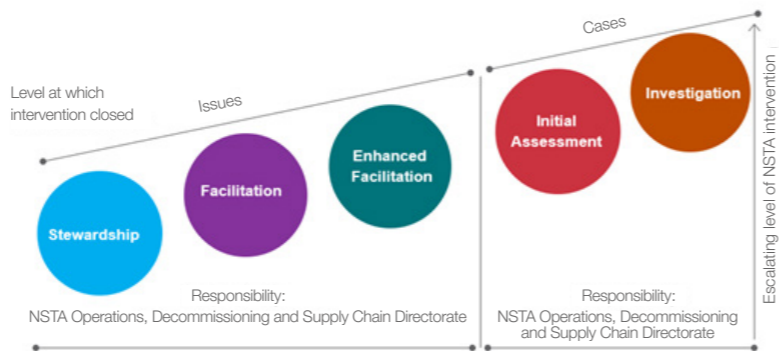 Level at which
intervention closed
Issues
Cases
Stewardship
Facilitation
Enhanced
Facilitation
Initial
Assessment
Investigation
Escalating level of NSTA intervention
Responsibility:
NSTA Operations, Decommissioning and Supply Chain Directorate
Responsibility:
NSTA Operations, Decommissioning
and Supply Chain Directorate